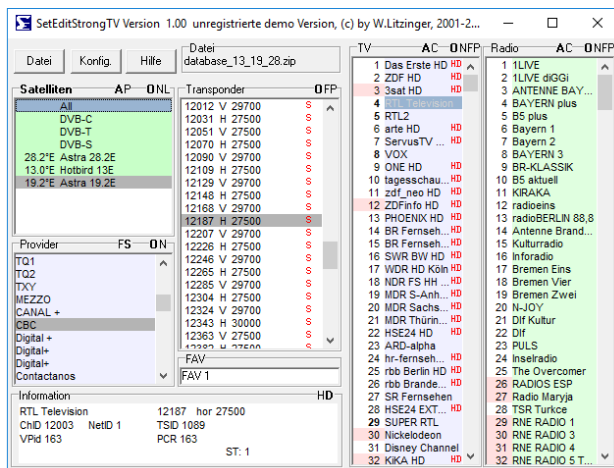 SetEditStrongTV Version 1.00 unregistrierte demo Version, (c) by W.Litzinger, 2001-2...
Datei
Konfig.
Hilfe
Datei
database_13_19_28.zip
Satelliten AP ONL
All
DVB-C
DVB-T
DVB-S
28.2°E Astra 28.2E
13.0°E Hotbird 13E
19.2°E Astra 19.2E
Provider FS ON
TQ1
TQ2
TXY
MEZZO
CANAL +
CBC
Digital +
Digital+
Digital+
Contactanos
Transponder OFP
12012 V 29700 S
12031 H 27500 S
12051 V 27500 S
12070 H 27500 S
12090 V 29700 S
12109 H 27500 S
12129 V 29700 S
12148 H 27500 S
12168 V 29700 S
12187 H 27500 S
12207 V 29700 S
12226 H 27500 S
12246 V 29700 S
12265 H 27500 S
12285 V 29700 S
12304 H 27500 S
12324 V 29700 S
12343 H 30000 S
12363 V 27500 S
12382 H 27500 S
FAV
FAV 1
Information HD
RTL Television 12187 hor 27500
ChID 12003 NetID 1 TSID 1089
VPid 163 PCR 163
ST: 1
TV AC ONFP
1 Das Erste HD HD
2 ZDF HD HD
3 3sat HD HD
4 RTL Television
5 RTL2
6 arte HD HD
7 ServusTV ... HD
8 VOX
9 ONE HD HD
10 tagesschau... HD
11 zdf_neo HD HD
12 ZDFinfo HD HD
13 PHOENIX HD HD
14 BR Fernseh... HD
15 BR Fernseh... HD
16 SWR BW HD HD
17 WDR HD Köln HD
18 NDR FS HH ... HD
19 MDR S-Anh... HD
20 MDR Sachs... HD
21 MDR Thürin... HD
22 HSE24 HD HD
23 ARD-alpha
24 hr-fernseh... HD
25 rbb Berlin HD HD
26 rbb Brande... HD
27 SR Fernsehen
28 HSE24 EXT... HD
29 SUPER RTL
30 Nickelodeon
31 Disney Channel
32 KiKA HD HD
Radio AC ONFP
1 1LIVE
2 1LIVE diGGi
3 ANTENNE BAY...
4 BAYERN plus
5 B5 plus
6 Bayern 1
7 Bayern 2
8 BAYERN 3
9 BR-KLASSIK
10 B5 aktuell
11 KIRAKA
12 radioeins
13 radioBERLIN 88,8
14 Antenne Brand...
15 Kulturradio
16 Inforadio
17 Bremen Eins
18 Bremen Vier
19 Bremen Zwei
20 N-JOY
21 Dlf Kultur
22 Dlf
23 PULS
24 Inselradio
25 The Overcomer
26 RADIOS ESP
27 Radio Maryja
28 TSR Turkce
29 RNE RADIO 1
30 RNE RADIO 3
31 RNE RADIO 4
32 RNE RADIO 5 T...